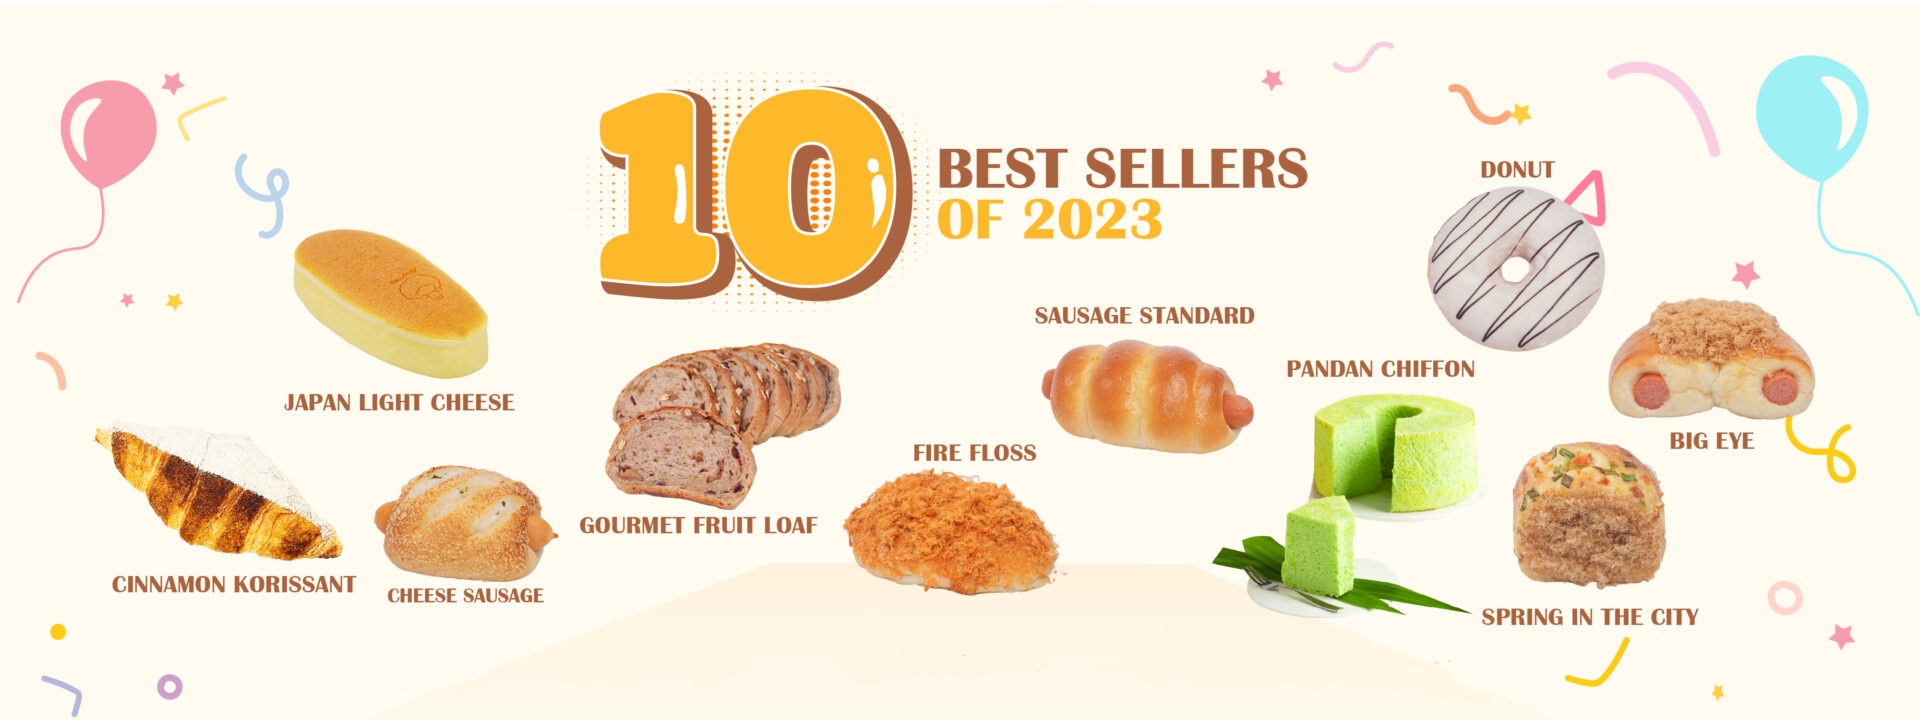 10
BEST SELLERS
OF 2023
DONUT
SAUSAGE STANDARD
PANDAN CHIFFON
JAPAN LIGHT CHEESE
BIG EYE
FIRE FLOSS
GOURMET FRUIT LOAF
CINNAMON KORISSANT
CHEESE SAUSAGE
SPRING IN THE CITY